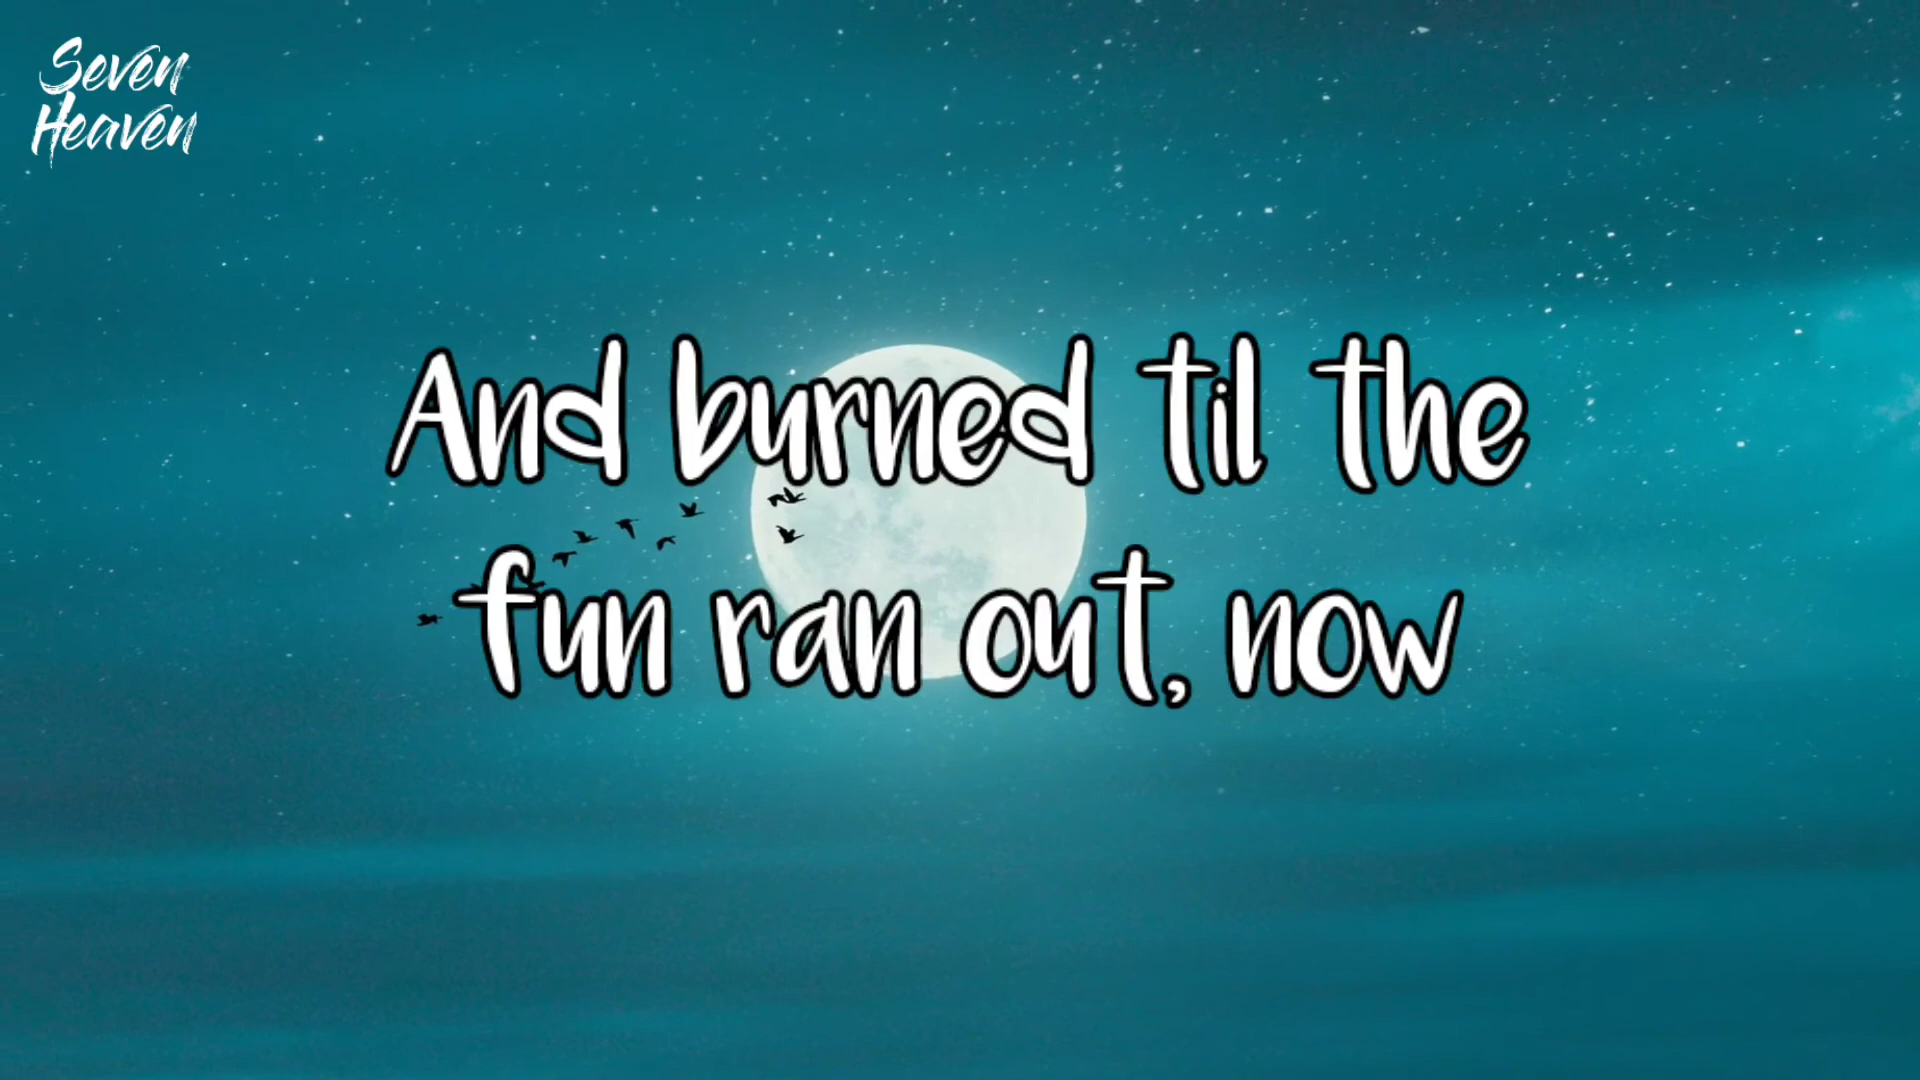 Seven
Heaven
And burned til the
fun ran out, now